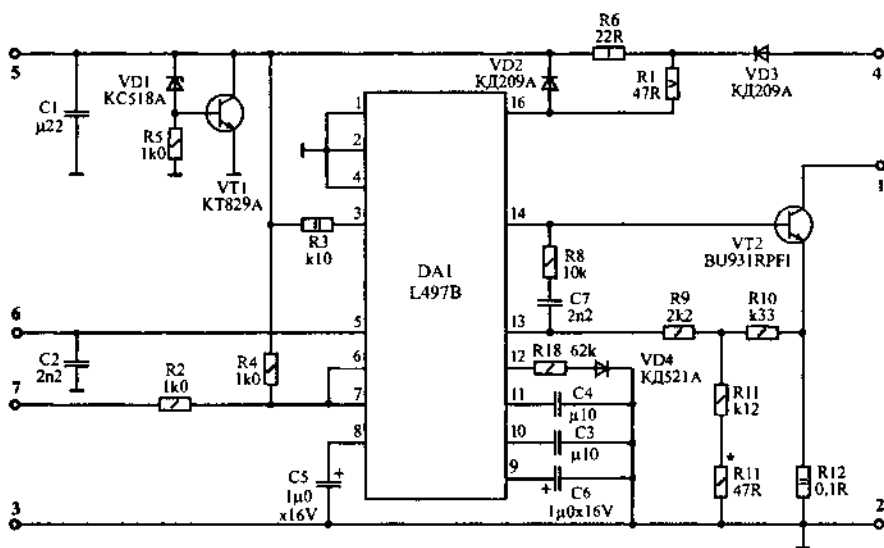 R6
22R
5
4
VD2
КД209А
VD3
КД209А
R1
47R
VD1
КС518А
C1
µ22
R5
1k0
VT1
КТ829А
1
2
4
3
16
14
1
R3
k10
DA1
L497B
R8
10k
VT2
BU931RPFI
C7
2n2
6
5
13
R9
2k2
R10
k33
C2
2n2
R4
1k0
6
12
R18 62k
VD4
КД521А
7
R2
1k0
7
11
C4
µ10
R11
k12
8
10
C3
µ10
C5
+
1µ0
x16V
9
+
C6
1µ0x16V
*
R11
47R
R12
0,1R
3
2